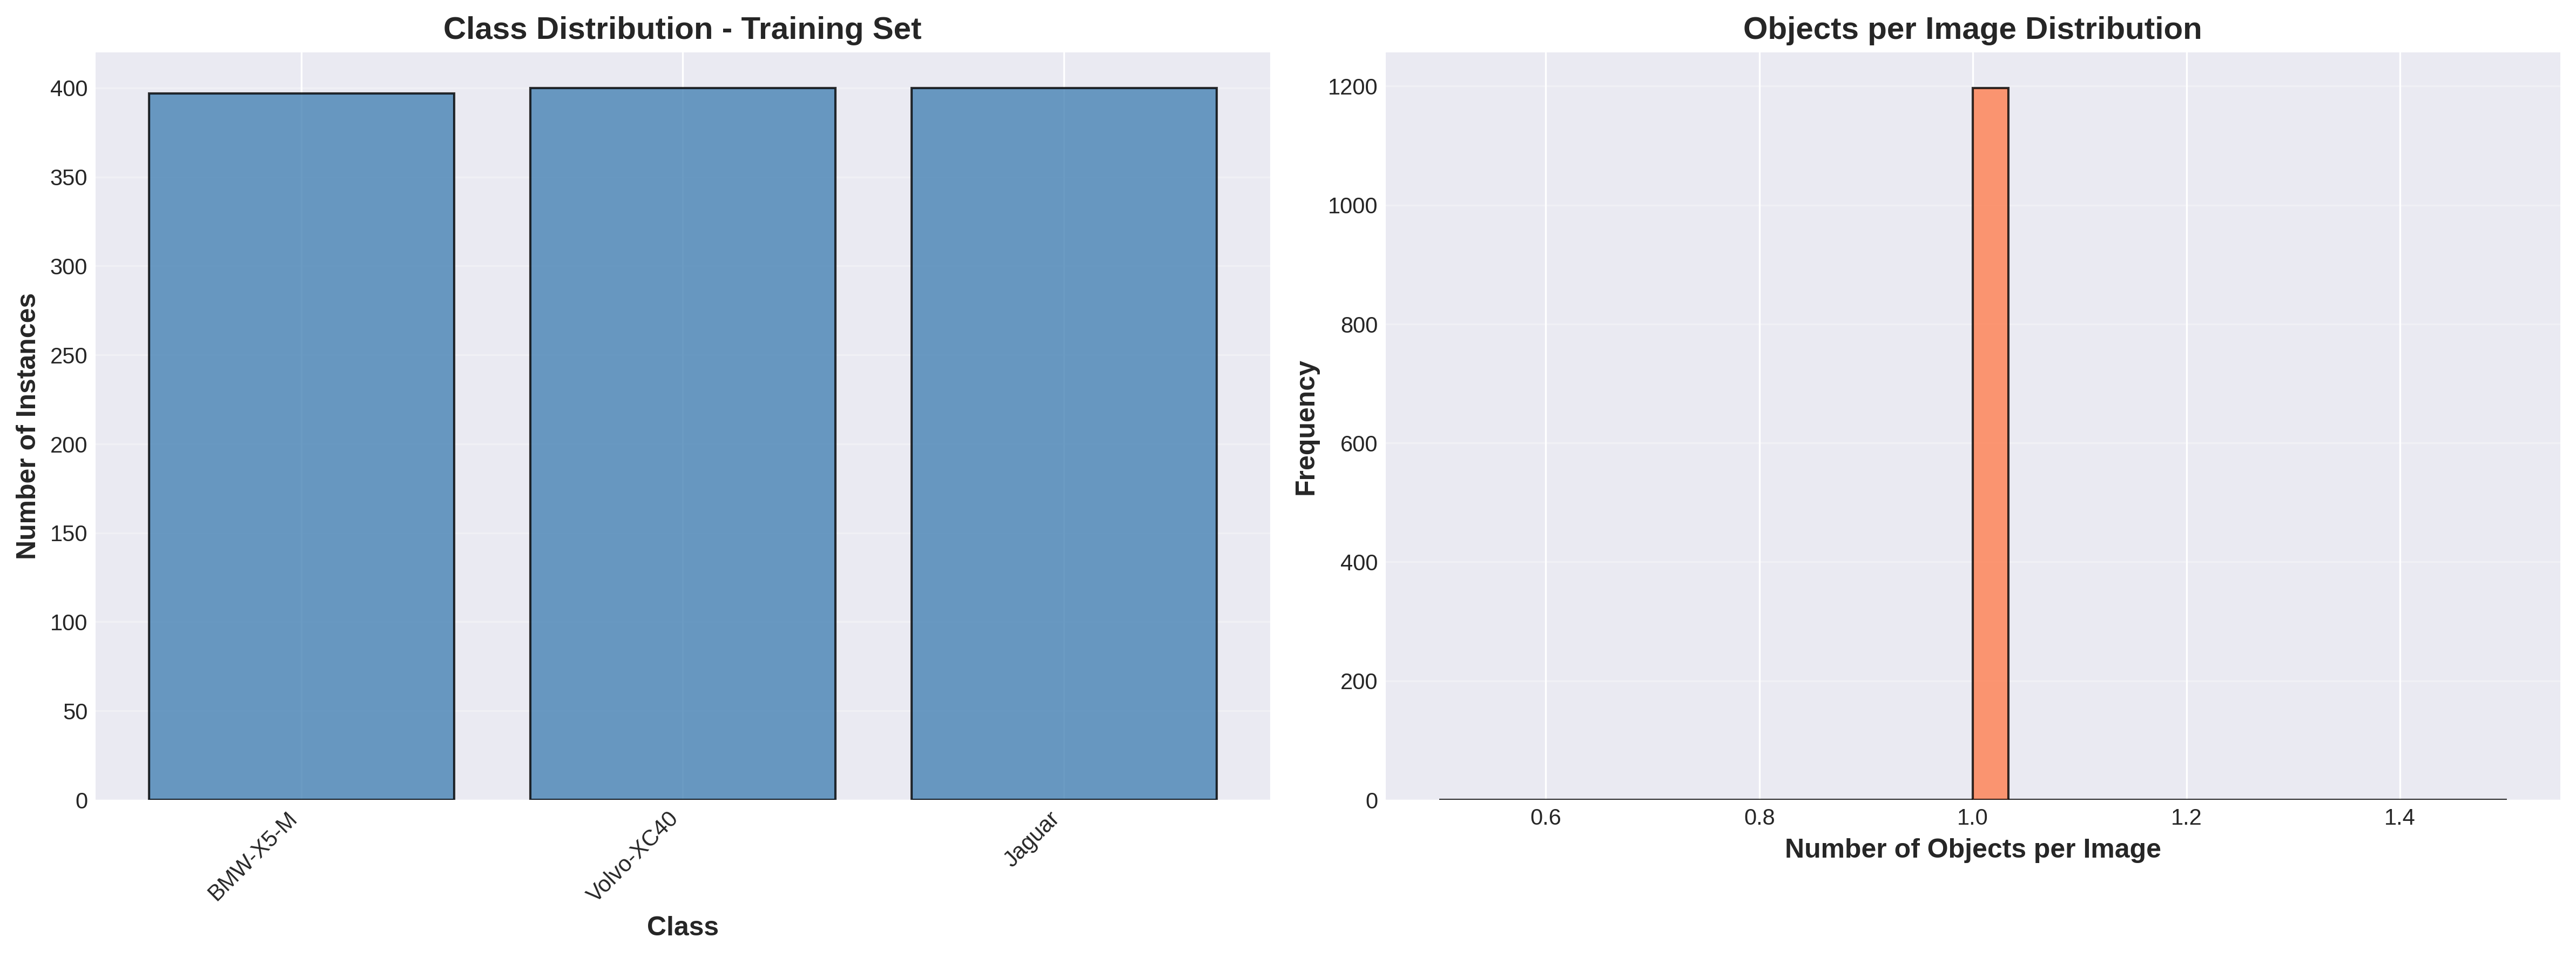 Class Distribution - Training Set
400
350
300
250
200
150
100
50
0
Number of Instances
BMW-X5-M
Volvo-XC40
Jaguar
Class
Objects per Image Distribution
1200
1000
800
600
400
200
0
Frequency
0.6
0.8
1.0
1.2
1.4
Number of Objects per Image